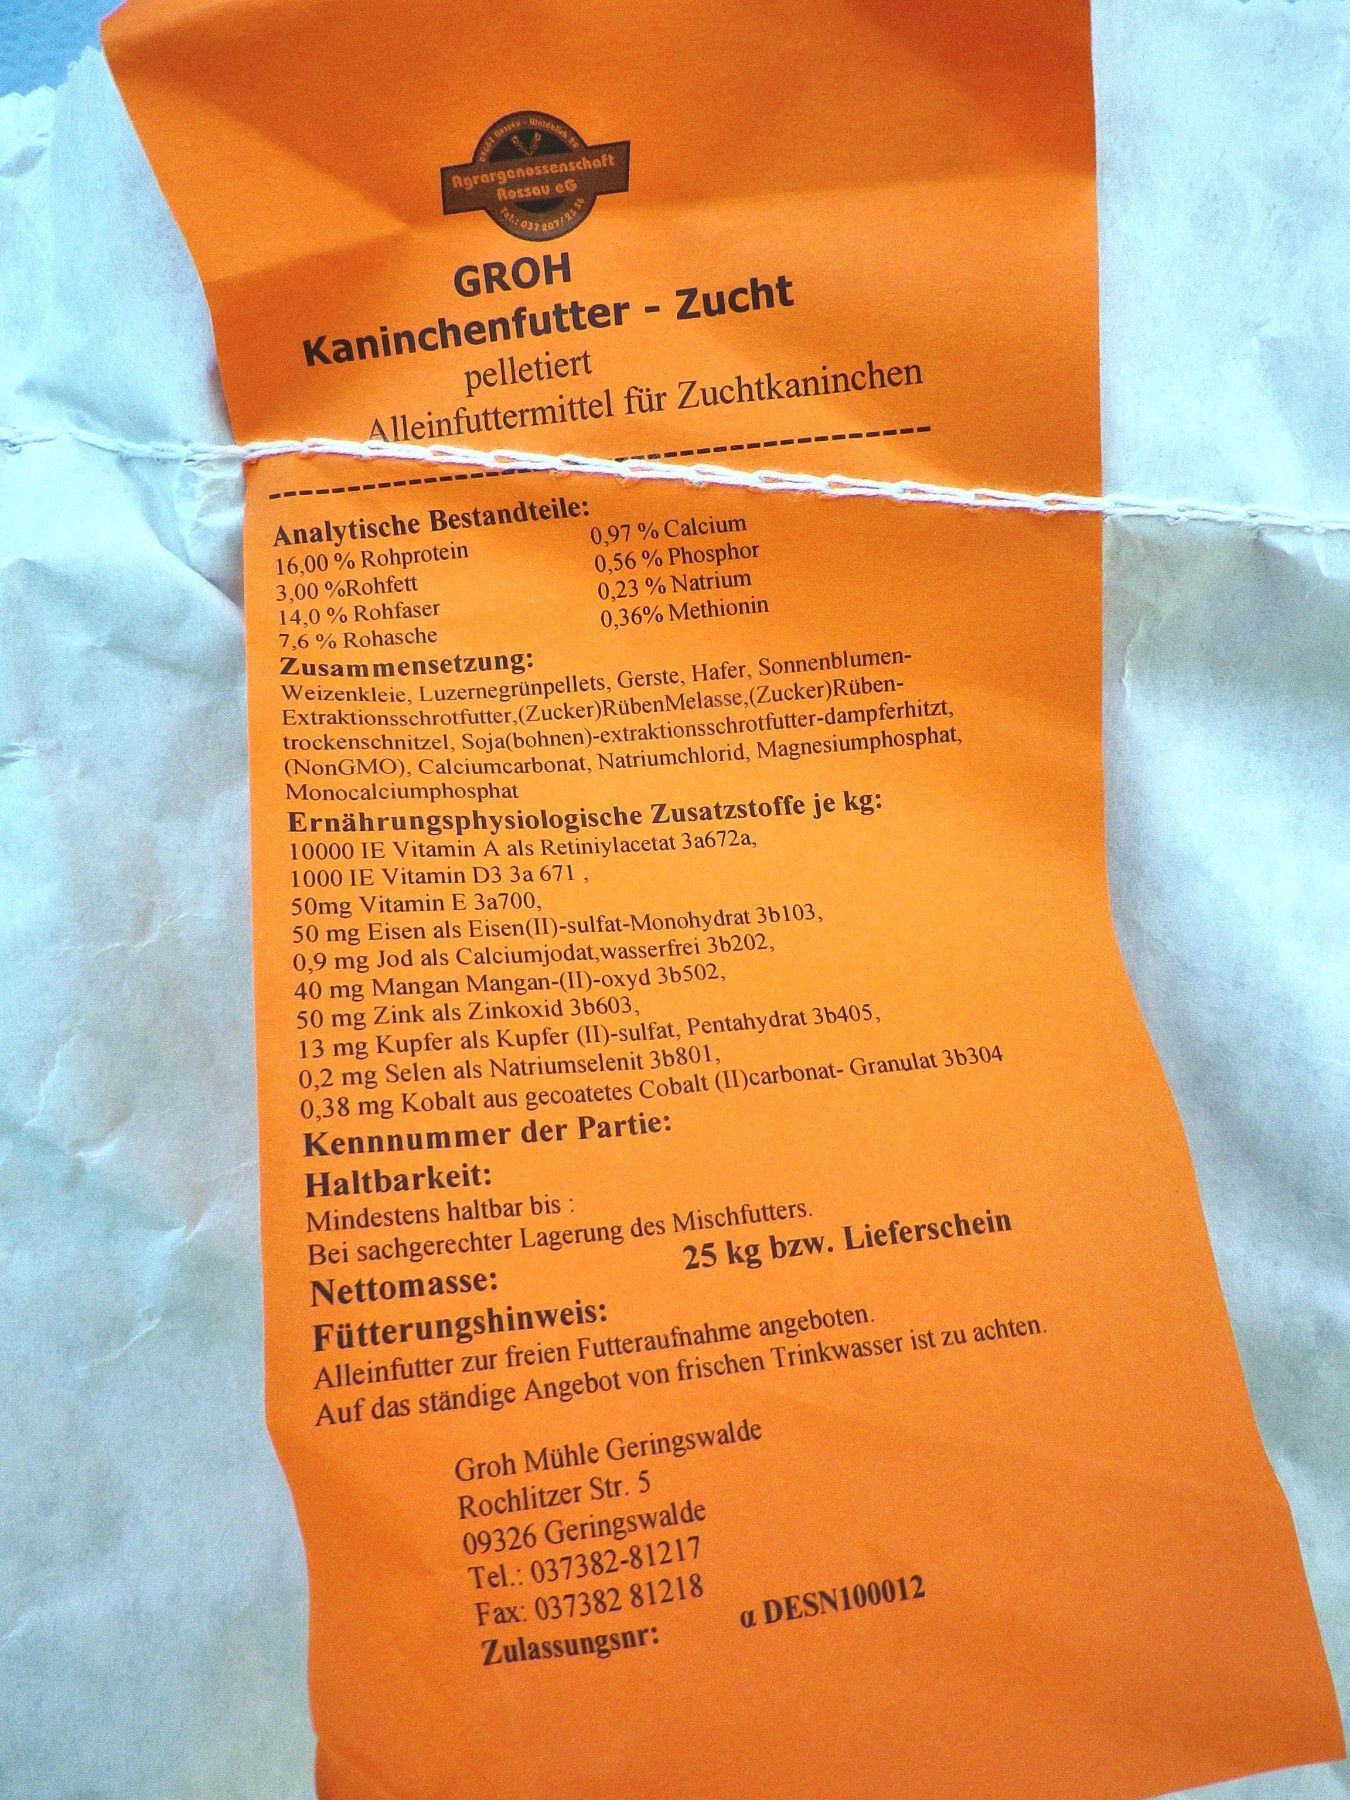 Agrargenossenschaft
Rossau eG
GROH
Kaninchenfutter - Zucht
pelletiert
Alleinfuttermittel für Zuchtkaninchen
Analytische Bestandteile:
16,00 % Rohprotein
3,00 %Rohfett
14,0 % Rohfaser
7,6 % Rohasche
0,97 % Calcium
0,56 % Phosphor
0,23 % Natrium
0,36% Methionin
Zusammensetzung:
Weizenkleie, Luzernegrünpellets, Gerste, Hafer, Sonnenblumen-
Extraktionsschrotfutter,(Zucker)RübenMelasse,(Zucker)Rüben-
trockenschnitzel, Soja(bohnen)-extraktionsschrotfutter-dampferhitzt,
(NonGMO), Calciumcarbonat, Natriumchlorid, Magnesiumphosphat,
Monocalciumphosphat
Ernährungsphysiologische Zusatzstoffe je kg:
10000 IE Vitamin A als Retiniylacetat 3a672a,
1000 IE Vitamin D3 3a 671 ,
50mg Vitamin E 3a700,
50 mg Eisen als Eisen(II)-sulfat-Monohydrat 3b103,
0,9 mg Jod als Calciumjodat,wasserfrei 3b202,
40 mg Mangan Mangan-(II)-oxyd 3b502,
50 mg Zink als Zinkoxid 3b603,
13 mg Kupfer als Kupfer (II)-sulfat, Pentahydrat 3b405,
0,2 mg Selen als Natriumselenit 3b801,
0,38 mg Kobalt aus gecoatetes Cobalt (II)carbonat- Granulat 3b304
Kennnummer der Partie:
Haltbarkeit:
Mindestens haltbar bis :
Bei sachgerechter Lagerung des Mischfutters.
Nettomasse: 25 kg bzw. Lieferschein
Fütterungshinweis:
Alleinfutter zur freien Futteraufnahme angeboten.
Auf das ständige Angebot von frischen Trinkwasser ist zu achten.
Groh Mühle Geringswalde
Rochlitzer Str. 5
09326 Geringswalde
Tel.: 037382-81217
Fax: 037382 81218
Zulassungsnr: α DESN100012